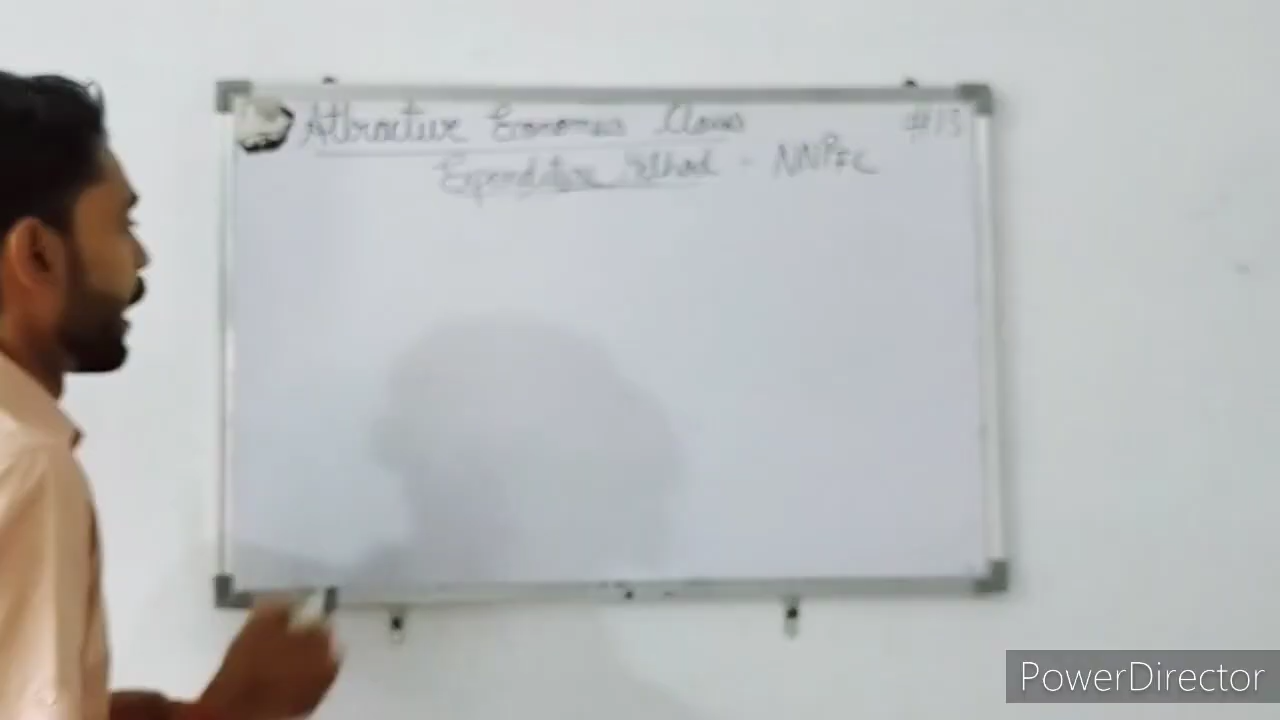 Attractive Economics Class #13
Expenditure Method - NNPFC
PowerDirector